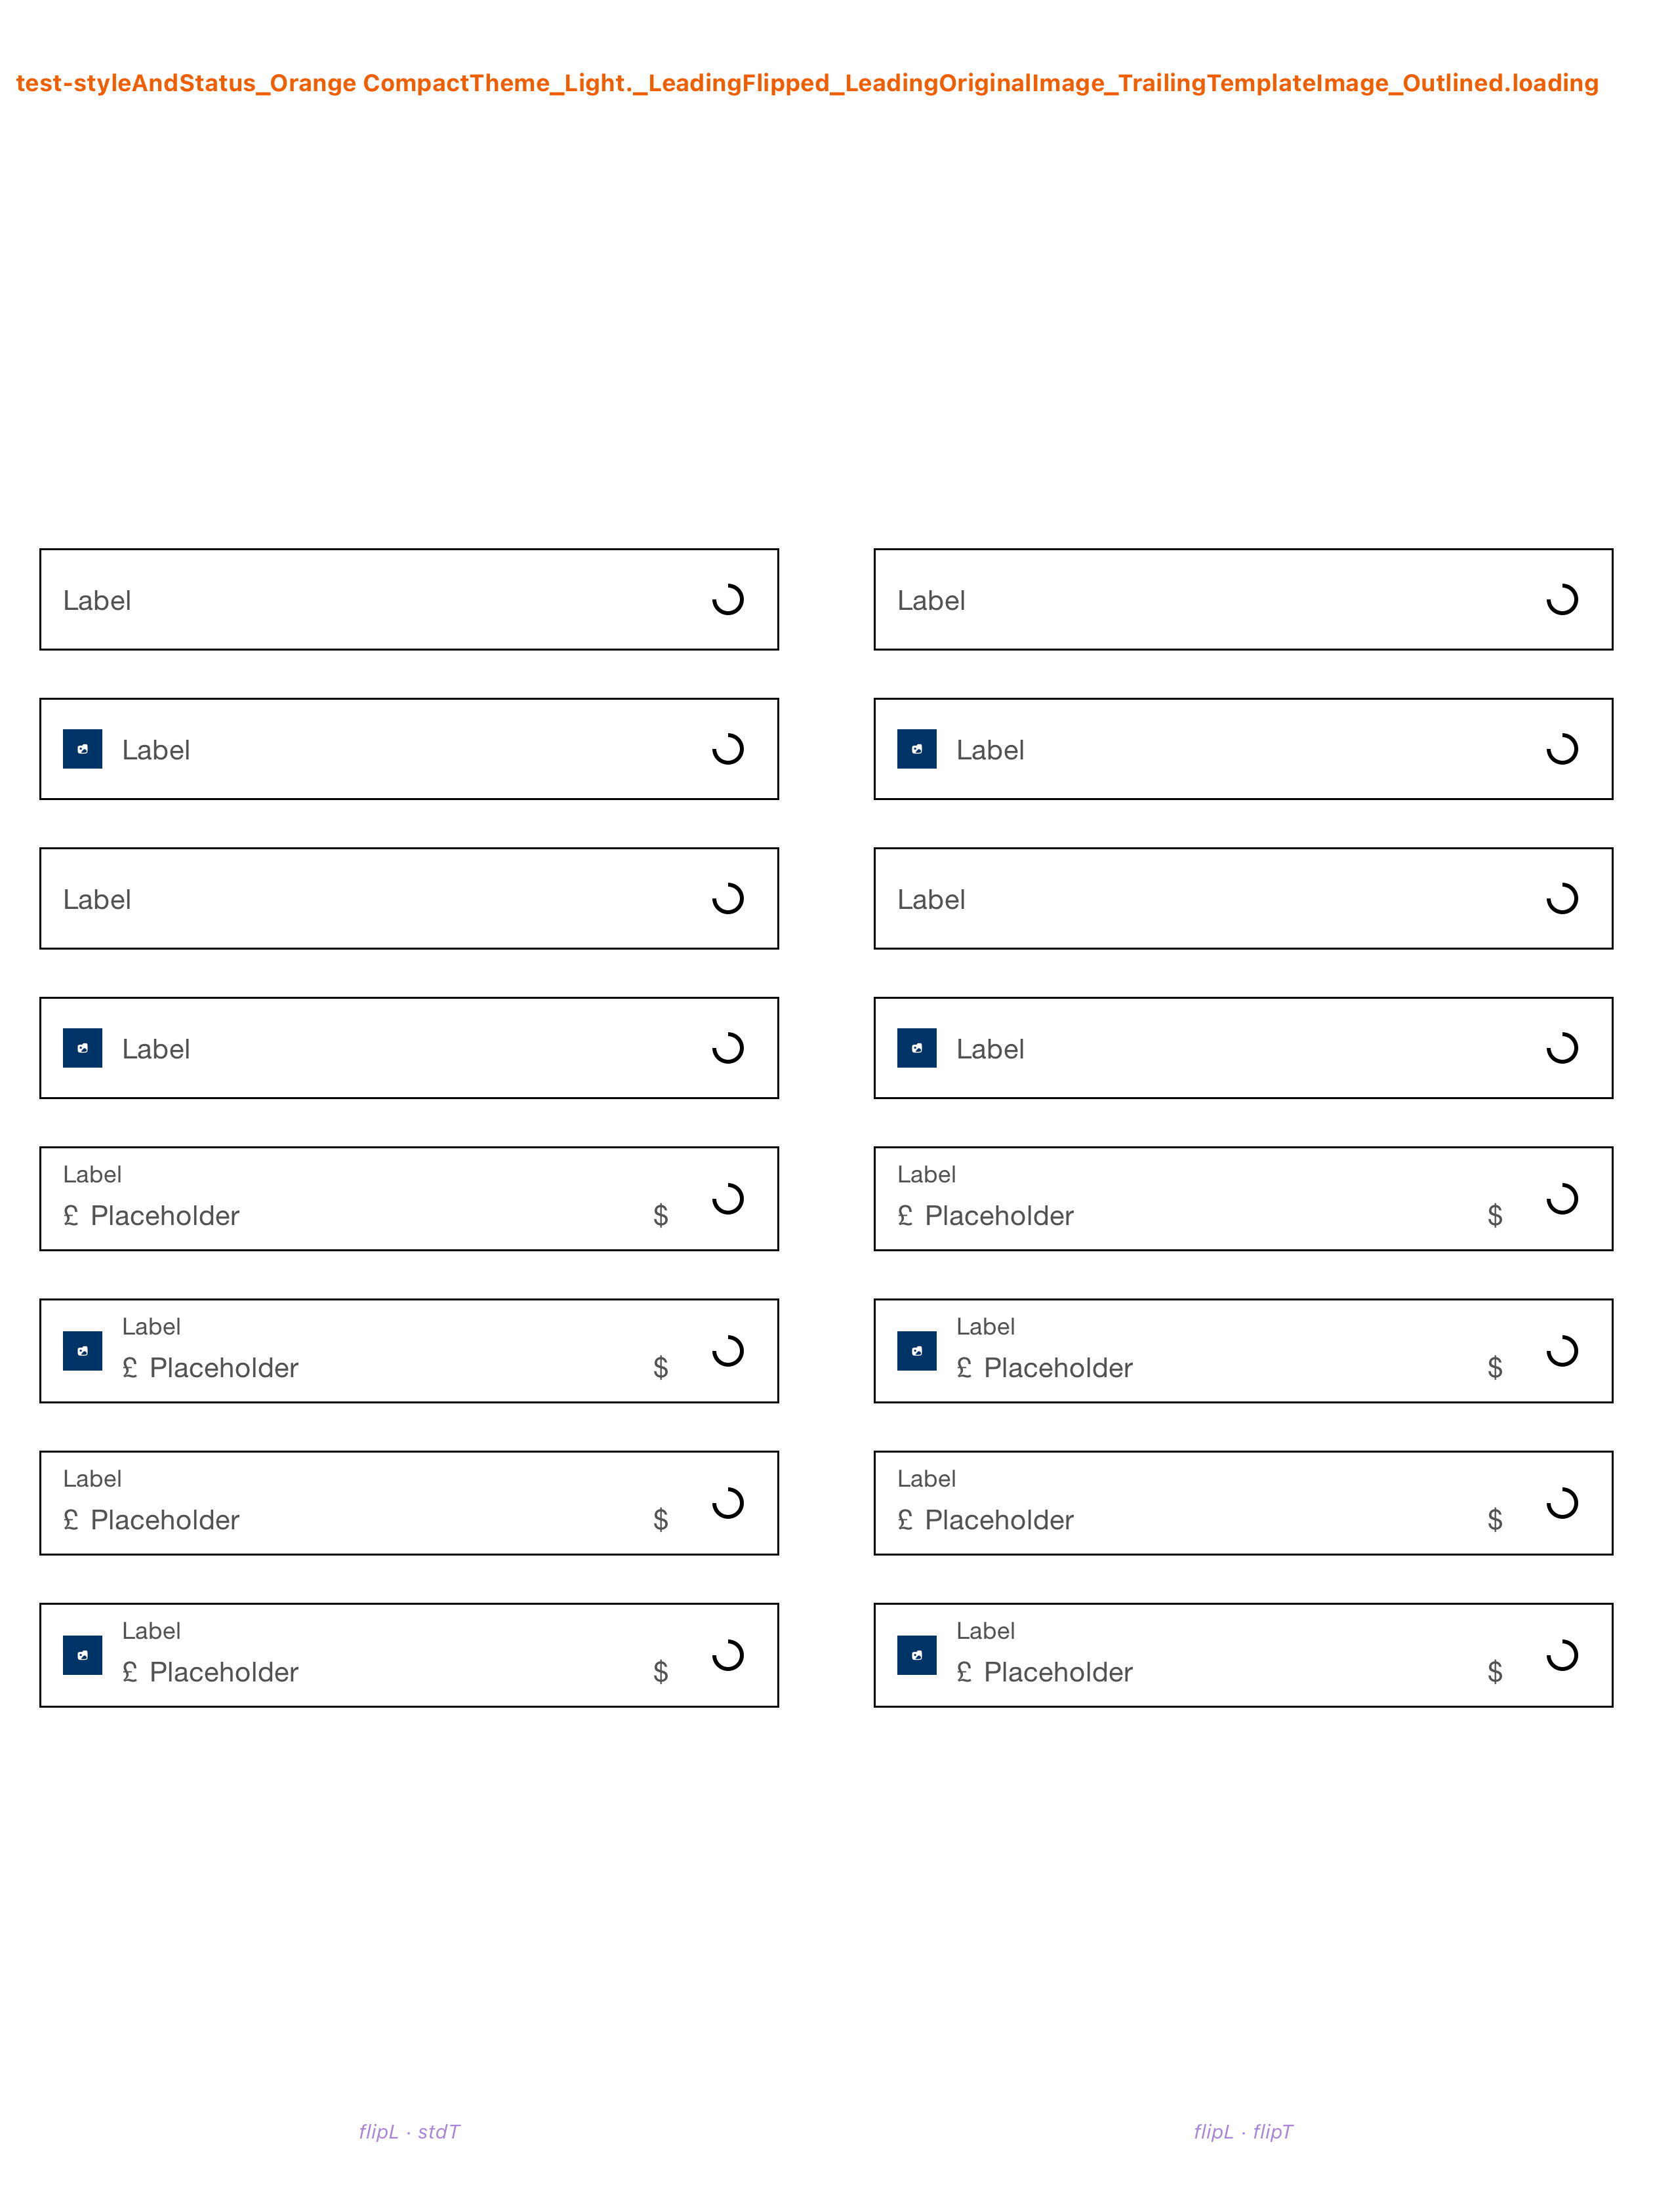 test-styleAndStatus_Orange CompactTheme_Light._LeadingFlipped_LeadingOriginalImage_TrailingTemplateImage_Outlined.loading
Label
Label
Label
Label
Label
Label
Label
Label
Label
Label
£ Placeholder $
£ Placeholder $
Label
Label
£ Placeholder $
£ Placeholder $
Label
Label
£ Placeholder $
£ Placeholder $
Label
Label
£ Placeholder $
£ Placeholder $
flipL · stdT
flipL · flipT